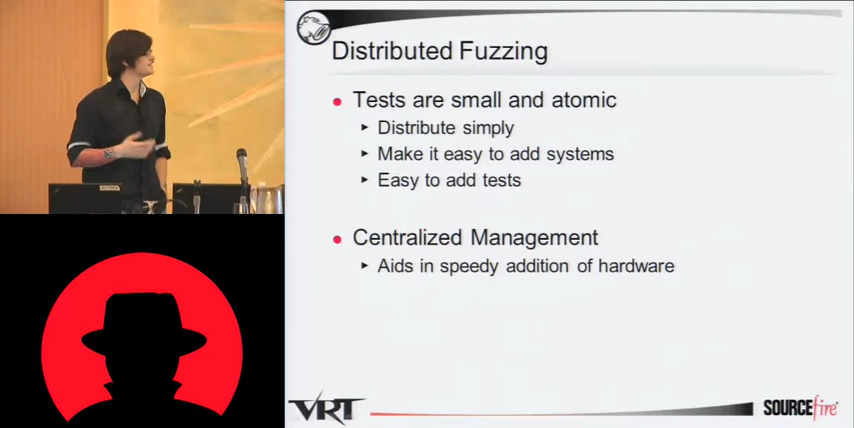 Distributed Fuzzing
Tests are small and atomic
Distribute simply
Make it easy to add systems
Easy to add tests
Centralized Management
Aids in speedy addition of hardware
VRT
SOURCEfire